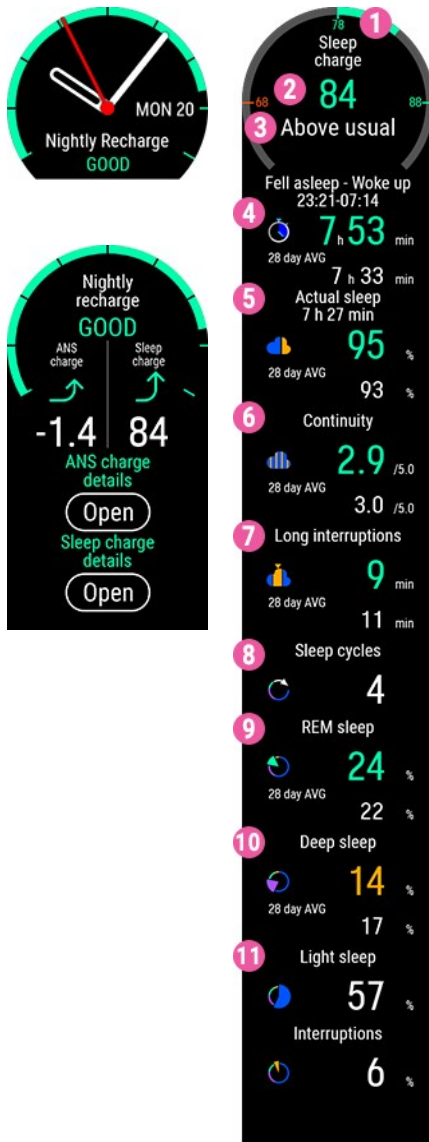 MON 20
Nightly Recharge
GOOD
Nightly
recharge
GOOD
ANS
charge
Sleep
charge
-1.4
84
ANS charge
details
Open
Sleep charge
details
Open
1
78
Sleep
charge
2
84
68
88
3
Above usual
Fell asleep - Woke up
23:21-07:14
4
7 h 53 min
28 day AVG
7 h 33 min
5
Actual sleep
7 h 27 min
95 %
28 day AVG
93 %
6
Continuity
2.9 /5.0
28 day AVG
3.0 /5.0
7
Long interruptions
9 min
28 day AVG
11 min
8
Sleep cycles
4
9
REM sleep
24 %
28 day AVG
22 %
10
Deep sleep
14 %
28 day AVG
17 %
11
Light sleep
57 %
Interruptions
6 %